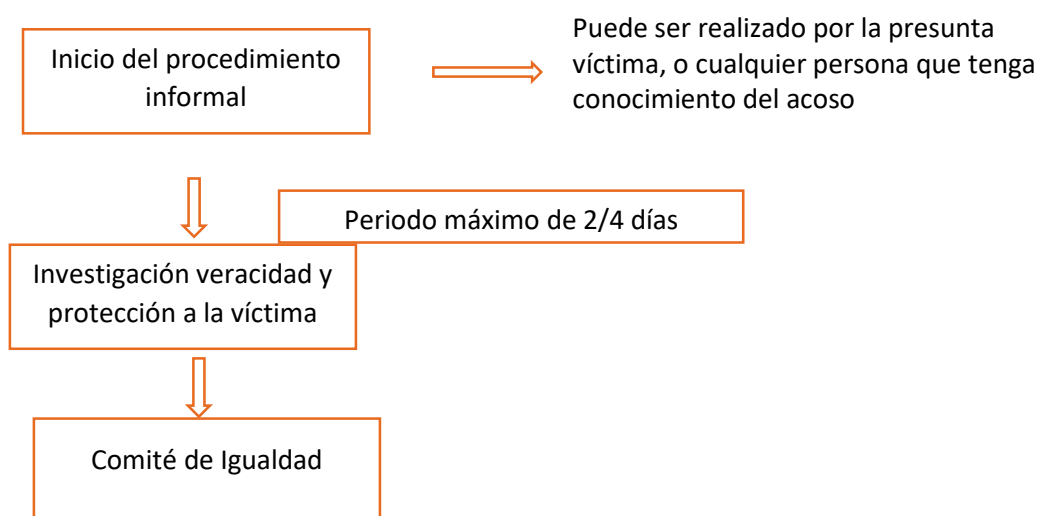 Inicio del procedimiento
informal
Puede ser realizado por la presunta
víctima, o cualquier persona que tenga
conocimiento del acoso
Periodo máximo de 2/4 días
Investigación veracidad y
protección a la víctima
Comité de Igualdad